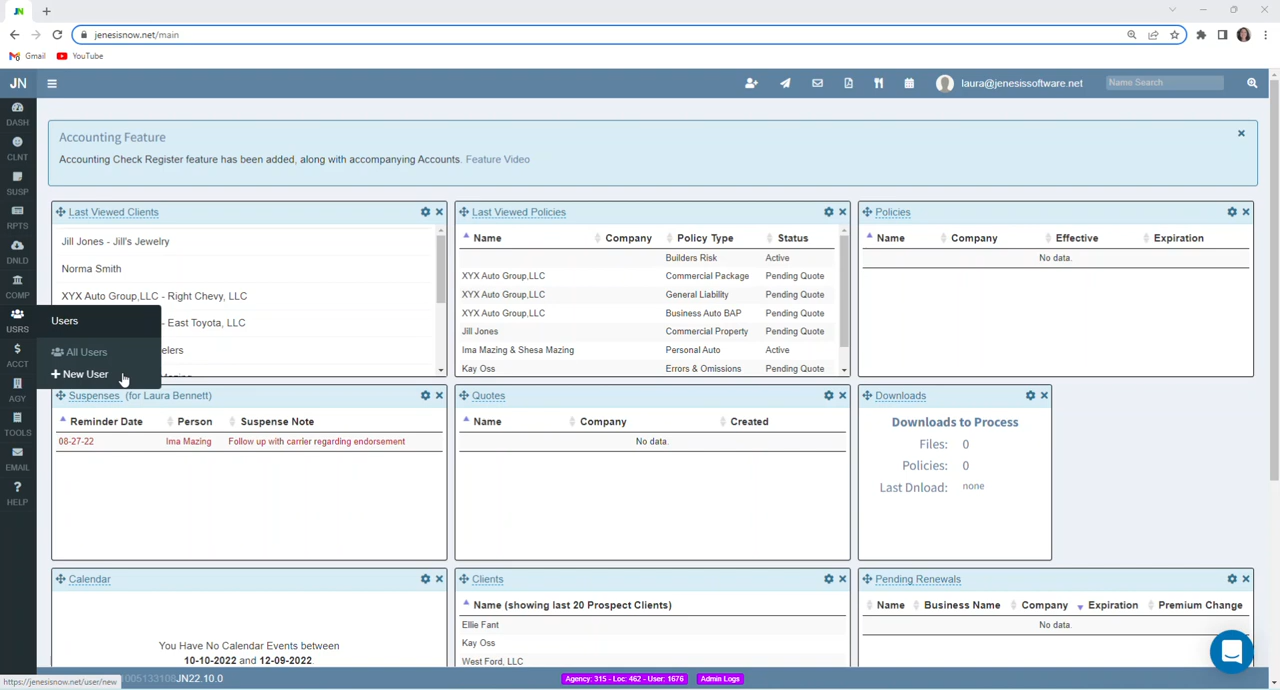 JN
jenesisnow.net/main
Gmail
YouTube
JN
laura@jenesissoftware.net
Name Search
DASH
CLNT
SUSP
RPTS
DNLD
COMP
USRS
ACCT
AGY
TOOLS
EMAIL
HELP
Accounting Feature
Accounting Check Register feature has been added, along with accompanying Accounts. Feature Video
Last Viewed Clients
Jill Jones - Jill's Jewelry
Norma Smith
XYX Auto Group,LLC - Right Chevy, LLC
- East Toyota, LLC
Users
All Users
New User
Last Viewed Policies
Name Company Policy Type Status
Builders Risk Active
XYX Auto Group,LLC Commercial Package Pending Quote
XYX Auto Group,LLC General Liability Pending Quote
XYX Auto Group,LLC Business Auto BAP Pending Quote
Jill Jones Commercial Property Pending Quote
Ima Mazing & Shesa Mazing Personal Auto Active
Kay Oss Errors & Omissions Pending Quote
Policies
Name Company Effective Expiration
No data.
Suspenses (for Laura Bennett)
Reminder Date Person Suspense Note
08-27-22 Ima Mazing Follow up with carrier regarding endorsement
Quotes
Name Company Created
No data.
Downloads
Downloads to Process
Files: 0
Policies: 0
Last Dnload: none
Calendar
You Have No Calendar Events between
10-10-2022 and 12-09-2022.
Clients
Name (showing last 20 Prospect Clients)
Ellie Fant
Kay Oss
West Ford, LLC
Pending Renewals
Name Business Name Company Expiration Premium Change
No data.
https://jenesisnow.net/user/new
JN22.10.0
Agency: 315 - Loc: 462 - User: 1676
Admin Logs